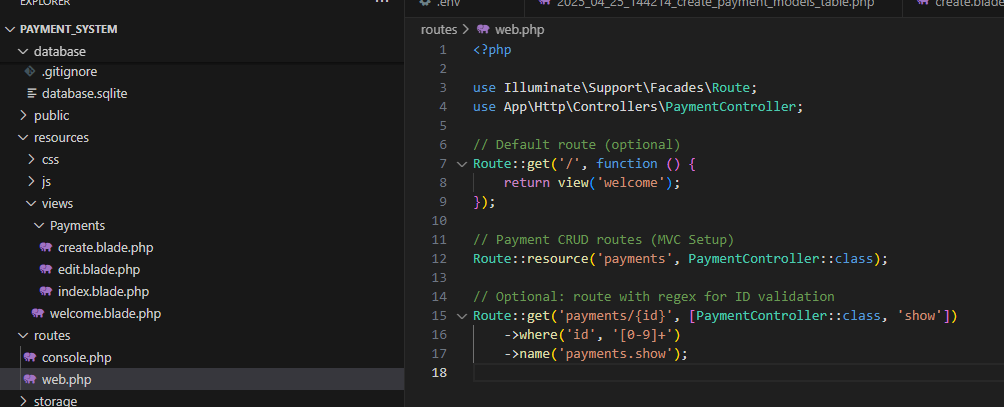 EXPLORER
...
PAYMENT_SYSTEM
database
.gitignore
database.sqlite
public
resources
css
js
views
Payments
create.blade.php
edit.blade.php
index.blade.php
welcome.blade.php
routes
console.php
web.php
storage
.env
2025_04_25_144214_create_payment_models_table.php
create.blade
routes > web.php
1 <?php
2
3 use Illuminate\Support\Facades\Route;
4 use App\Http\Controllers\PaymentController;
5
6 // Default route (optional)
7 Route::get('/', function () {
8 return view('welcome');
9 });
10
11 // Payment CRUD routes (MVC Setup)
12 Route::resource('payments', PaymentController::class);
13
14 // Optional: route with regex for ID validation
15 Route::get('payments/{id}', [PaymentController::class, 'show'])
16 ->where('id', '[0-9]+')
17 ->name('payments.show');
18